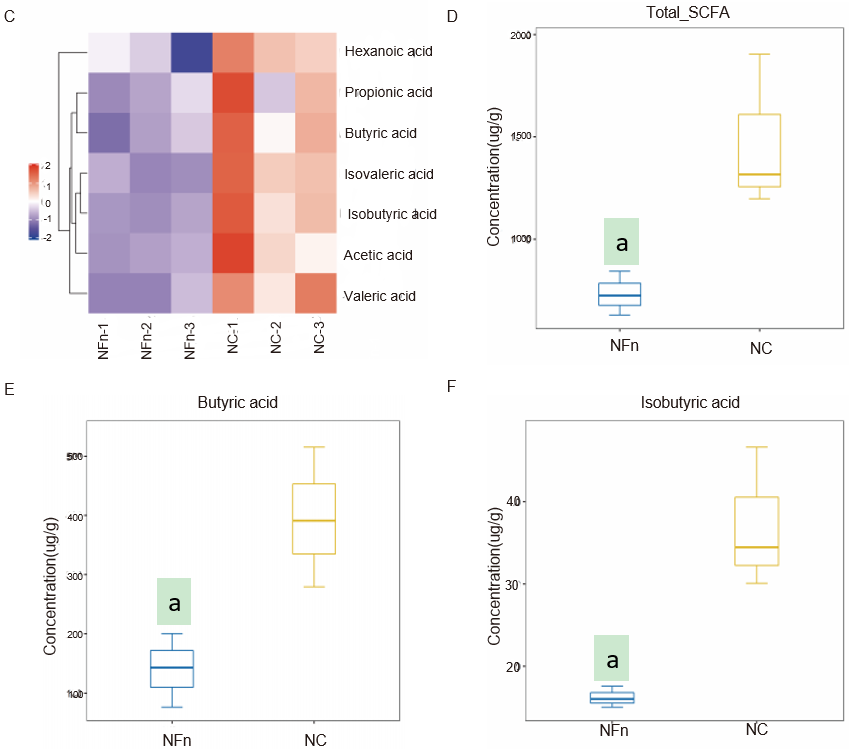 C
Hexanoic acid
Propionic acid
Butyric acid
Isovaleric acid
Isobutyric acid
Acetic acid
Valeric acid
2
1
0
-1
-2
NFn-1
NFn-2
NFn-3
NC-1
NC-2
NC-3
D
Total_SCFA
Concentration(ug/g)
2000
1500
1000
a
NFn
NC
E
Butyric acid
Concentration(ug/g)
500
400
300
200
100
a
NFn
NC
F
Isobutyric acid
Concentration(ug/g)
40
30
20
a
NFn
NC